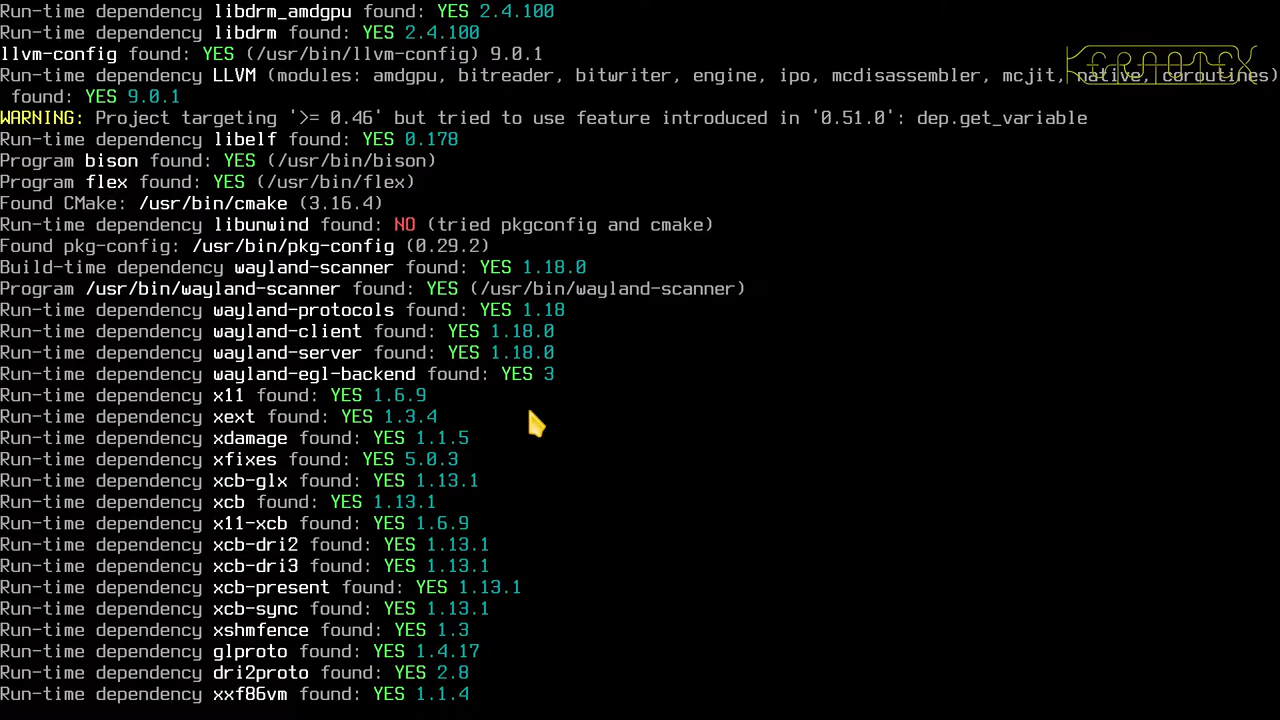 Run-time dependency libdrm_amdgpu found: YES 2.4.100
Run-time dependency libdrm found: YES 2.4.100
llvm-config found: YES (/usr/bin/llvm-config) 9.0.1
Run-time dependency LLVM (modules: amdgpu, bitreader, bitwriter, engine, ipo, mcdisassembler, mcjit, native, coroutines)
found: YES 9.0.1
WARNING: Project targeting '>= 0.46' but tried to use feature introduced in '0.51.0': dep.get_variable
Run-time dependency libelf found: YES 0.178
Program bison found: YES (/usr/bin/bison)
Program flex found: YES (/usr/bin/flex)
Found CMake: /usr/bin/cmake (3.16.4)
Run-time dependency libunwind found: NO (tried pkgconfig and cmake)
Found pkg-config: /usr/bin/pkg-config (0.29.2)
Build-time dependency wayland-scanner found: YES 1.18.0
Program /usr/bin/wayland-scanner found: YES (/usr/bin/wayland-scanner)
Run-time dependency wayland-protocols found: YES 1.18
Run-time dependency wayland-client found: YES 1.18.0
Run-time dependency wayland-server found: YES 1.18.0
Run-time dependency wayland-egl-backend found: YES 3
Run-time dependency x11 found: YES 1.6.9
Run-time dependency xext found: YES 1.3.4
Run-time dependency xdamage found: YES 1.1.5
Run-time dependency xfixes found: YES 5.0.3
Run-time dependency xcb-glx found: YES 1.13.1
Run-time dependency xcb found: YES 1.13.1
Run-time dependency x11-xcb found: YES 1.6.9
Run-time dependency xcb-dri2 found: YES 1.13.1
Run-time dependency xcb-dri3 found: YES 1.13.1
Run-time dependency xcb-present found: YES 1.13.1
Run-time dependency xcb-sync found: YES 1.13.1
Run-time dependency xshmfence found: YES 1.3
Run-time dependency glproto found: YES 1.4.17
Run-time dependency dri2proto found: YES 2.8
Run-time dependency xxf86vm found: YES 1.1.4